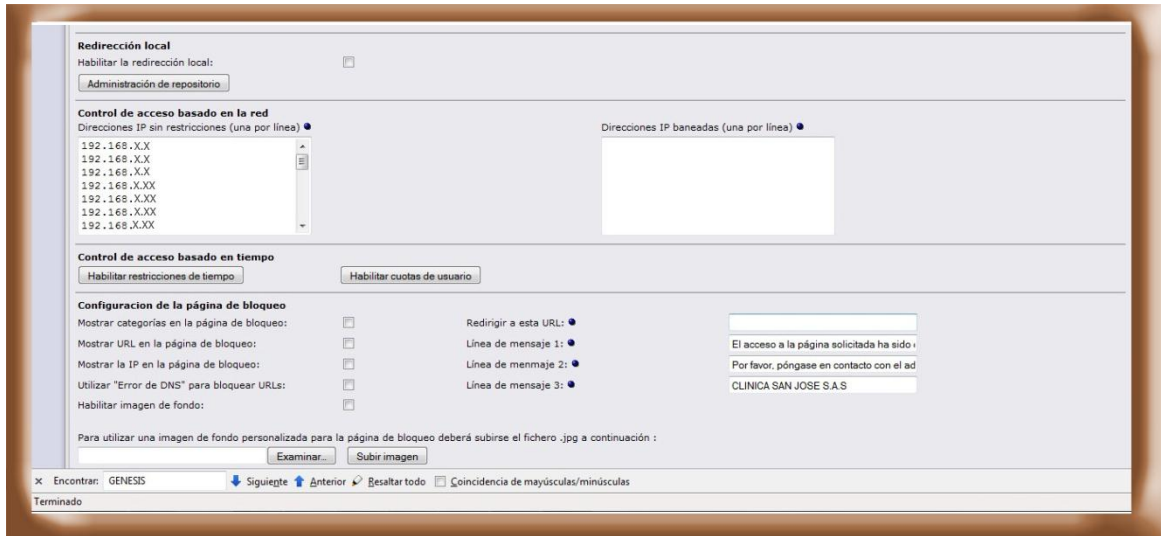 Redirección local
Habilitar la redirección local:
Administración de repositorio
Control de acceso basado en la red
Direcciones IP sin restricciones (una por línea)
Direcciones IP baneadas (una por línea)
192.168.X.X
192.168.X.X
192.168.X.X
192.168.X.XX
192.168.X.XX
192.168.X.XX
192.168.X.XX
Control de acceso basado en tiempo
Habilitar restricciones de tiempo
Habilitar cuotas de usuario
Configuracion de la página de bloqueo
Mostrar categorías en la página de bloqueo:
Redirigir a esta URL:
Mostrar URL en la página de bloqueo:
Línea de mensaje 1:
El acceso a la página solicitada ha sido
Mostrar la IP en la página de bloqueo:
Línea de menmaje 2:
Por favor, póngase en contacto con el ad
Utilizar "Error de DNS" para bloquear URLs:
Línea de mensaje 3:
CLINICA SAN JOSE S.A.S
Habilitar imagen de fondo:
Para utilizar una imagen de fondo personalizada para la página de bloqueo deberá subirse el fichero .jpg a continuación :
Examinar...
Subir imagen
x Encontrar: GENESIS Siguiente Anterior Resaltar todo Coincidencia de mayúsculas/minúsculas
Terminado